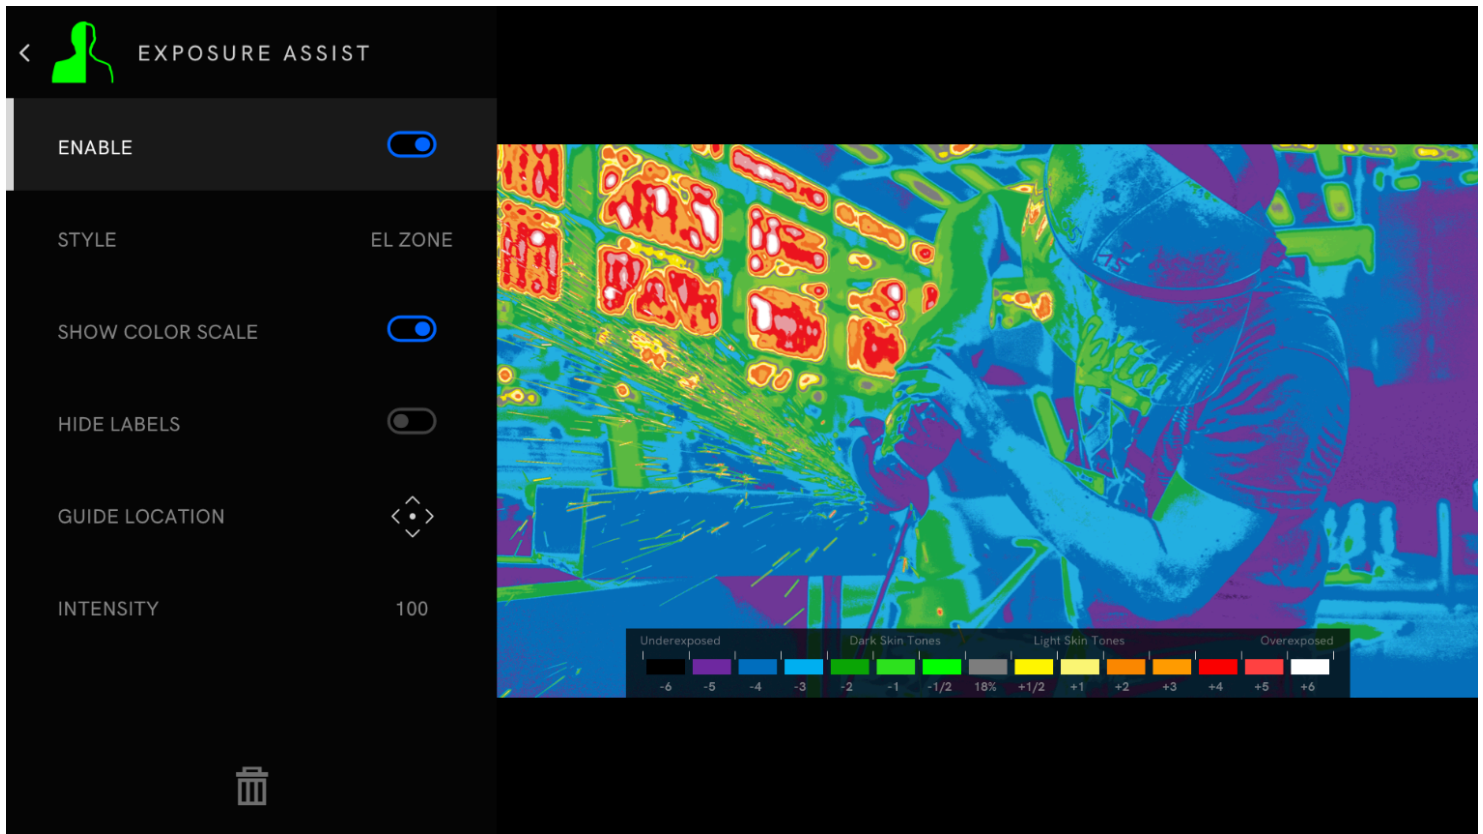 EXPOSURE ASSIST
ENABLE
STYLE EL ZONE
SHOW COLOR SCALE
HIDE LABELS
GUIDE LOCATION
INTENSITY 100
Underexposed Dark Skin Tones Light Skin Tones Overexposed
-6 -5 -4 -3 -2 -1 -1/2 18% +1/2 +1 +2 +3 +4 +5 +6